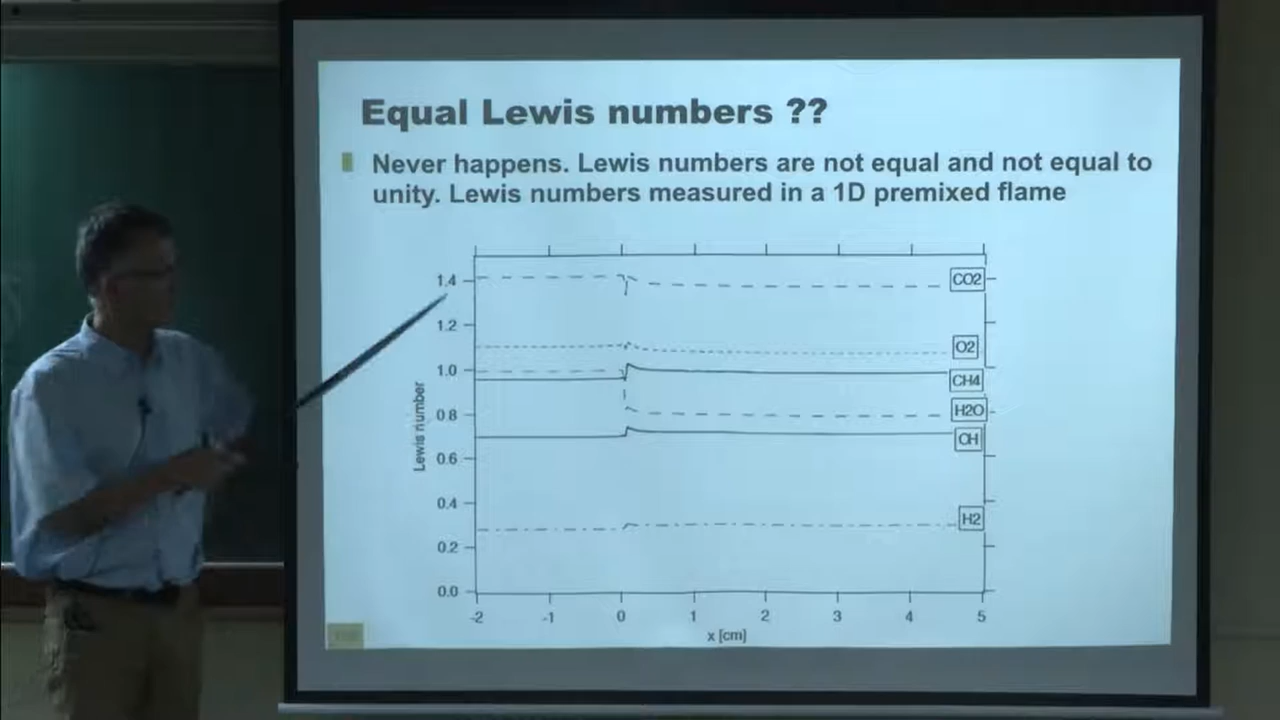 Equal Lewis numbers ??
Never happens. Lewis numbers are not equal and not equal to
unity. Lewis numbers measured in a 1D premixed flame
1.4
1.2
1.0
0.8
0.6
0.4
0.2
0.0
Lewis number
CO2
O2
CH4
H2O
CH
H2
-2 -1 0 1 2 3 4 5
x [cm]